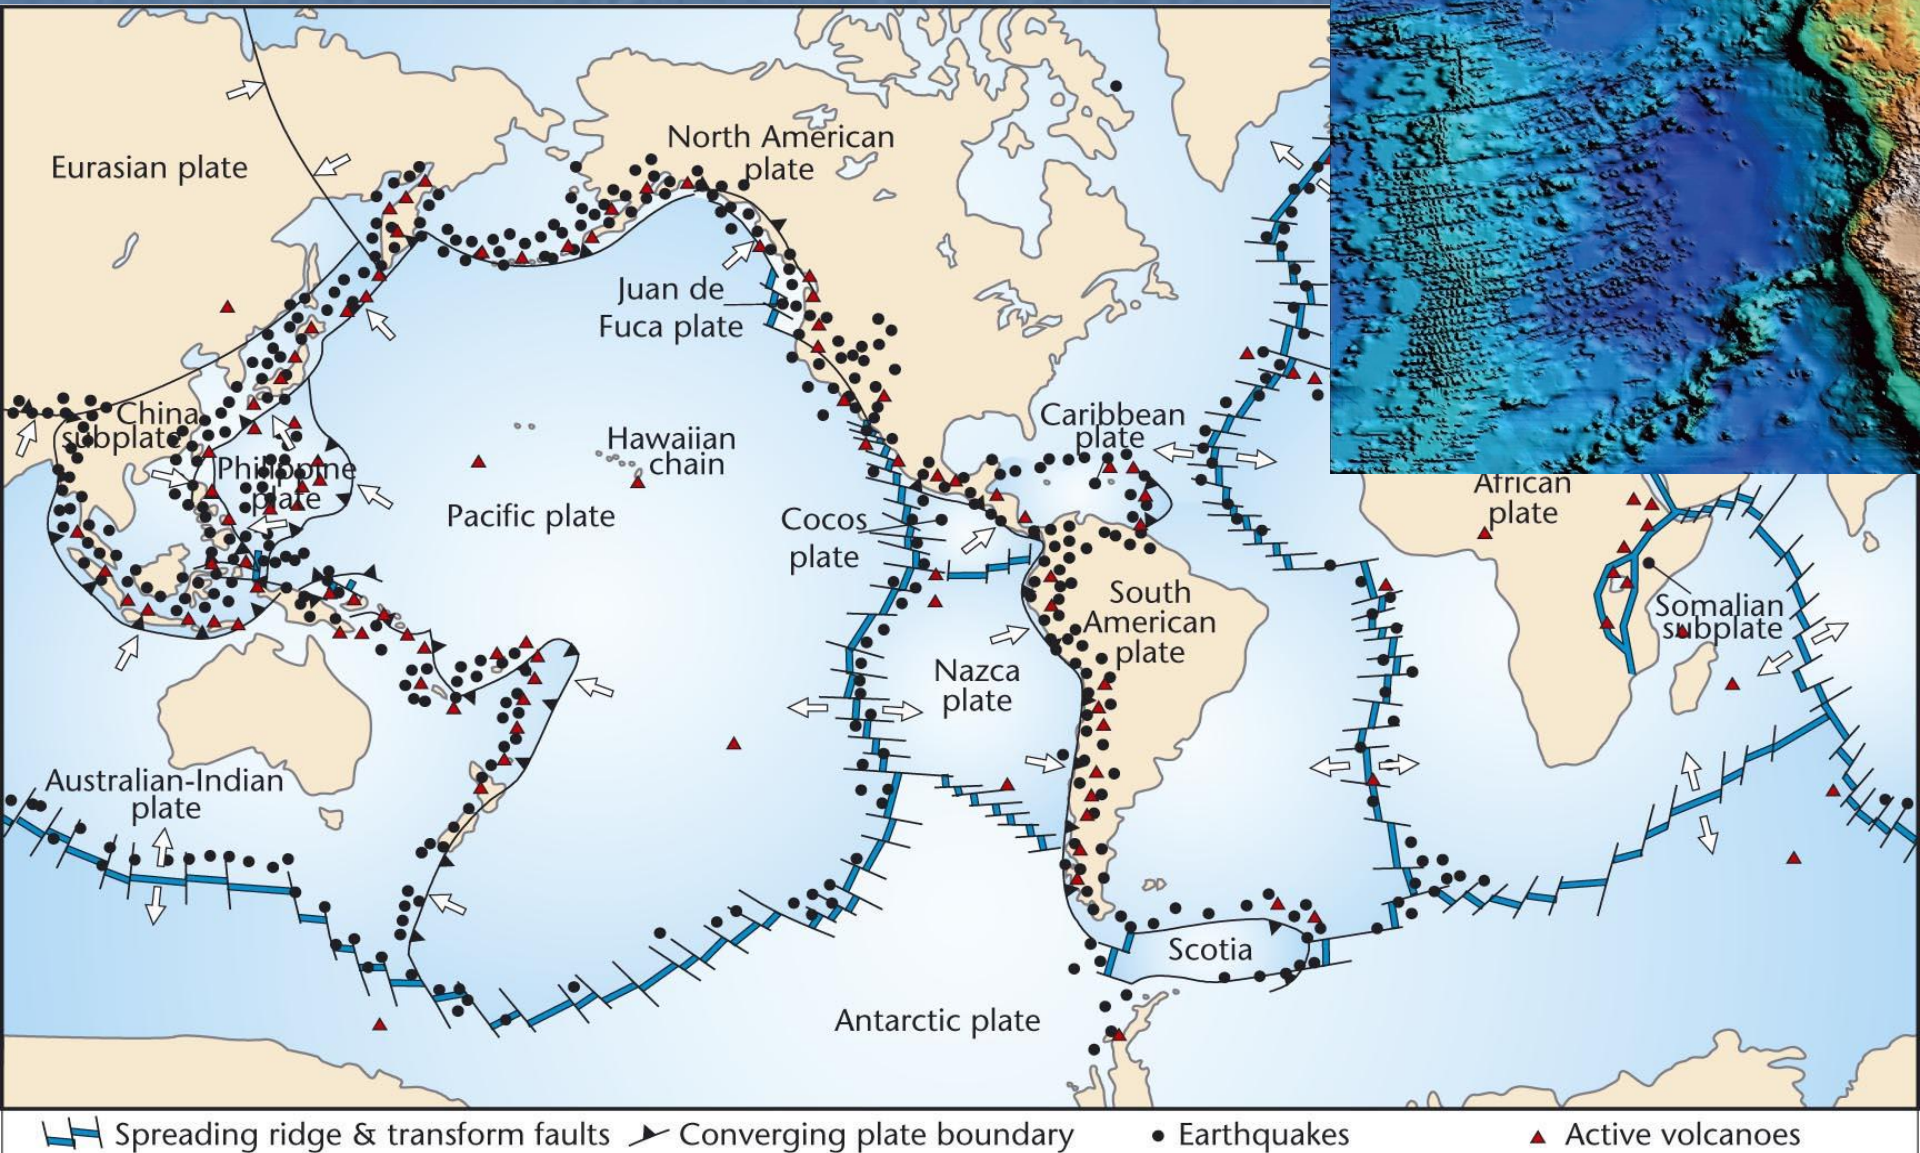 North American
plate
Eurasian plate
Juan de
Fuca plate
China
subplate
Philippine
plate
Hawaiian
chain
Caribbean
plate
Pacific plate
Cocos
plate
African
plate
South
American
plate
Somalian
subplate
Nazca
plate
Australian-Indian
plate
Scotia
Antarctic plate
Spreading ridge & transform faults
Converging plate boundary
Earthquakes
Active volcanoes